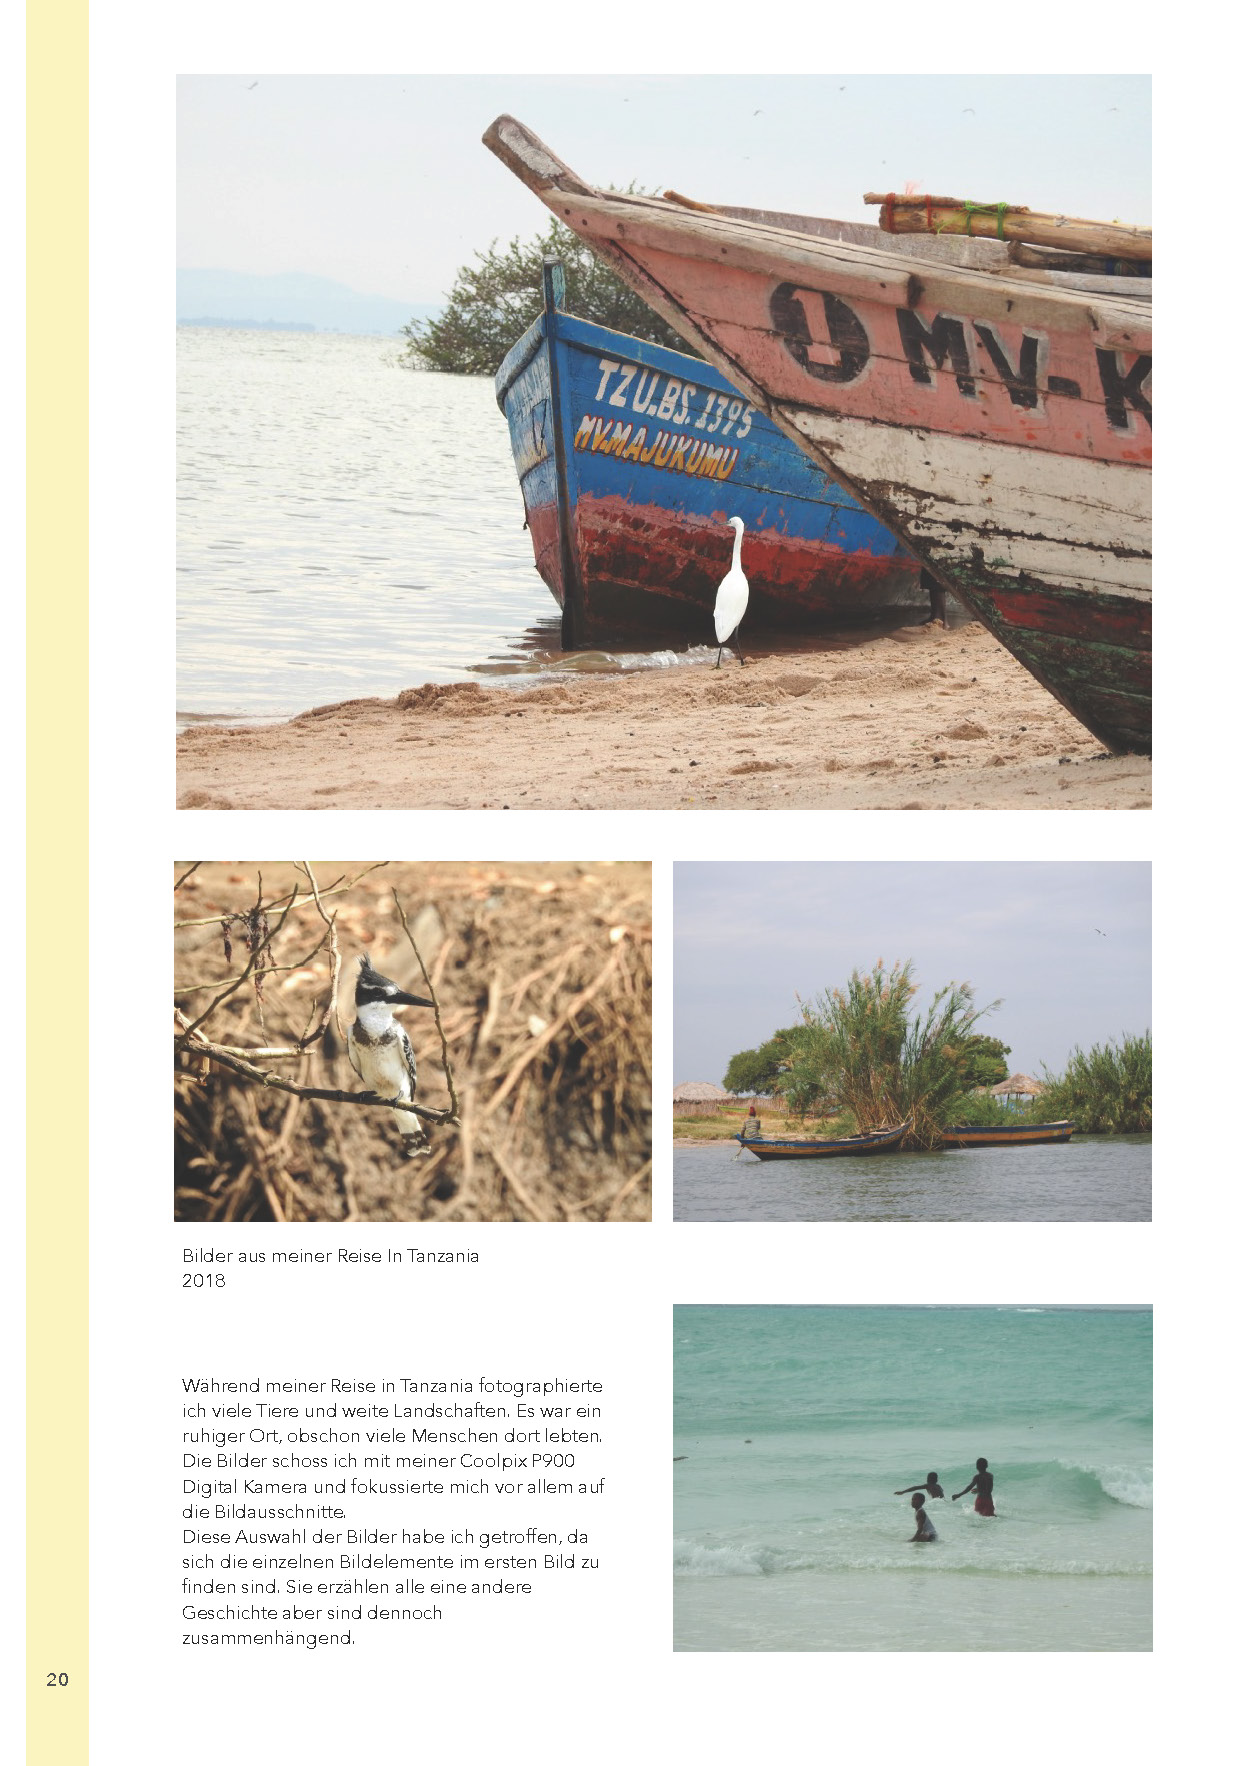 TZU.BS. 1395
MV.MAJUKUMU
1 MV-K
Bilder aus meiner Reise In Tanzania
2018
Während meiner Reise in Tanzania fotographierte
ich viele Tiere und weite Landschaften. Es war ein
ruhiger Ort, obschon viele Menschen dort lebten.
Die Bilder schoss ich mit meiner Coolpix P900
Digital Kamera und fokussierte mich vor allem auf
die Bildausschnitte.
Diese Auswahl der Bilder habe ich getroffen, da
sich die einzelnen Bildelemente im ersten Bild zu
finden sind. Sie erzählen alle eine andere
Geschichte aber sind dennoch
zusammenhängend.
20